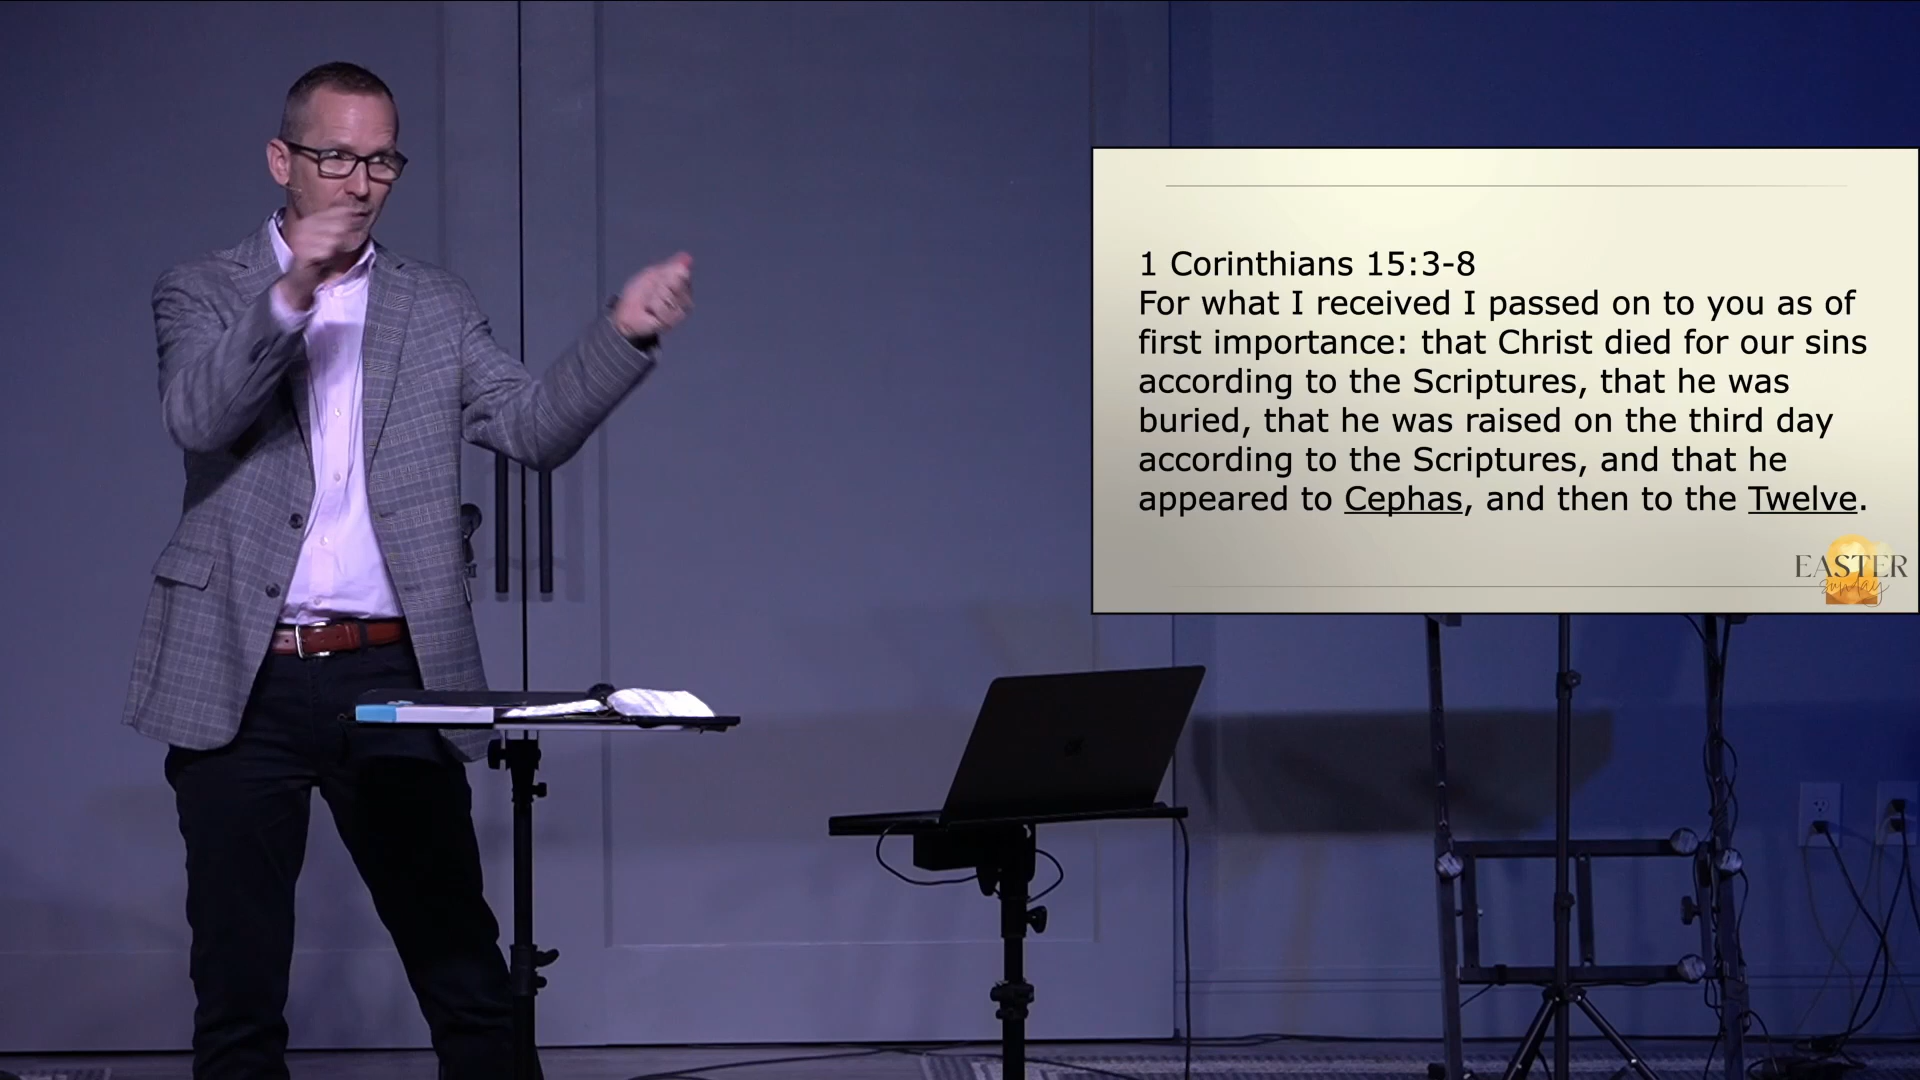 1 Corinthians 15:3-8
For what I received I passed on to you as of
first importance: that Christ died for our sins
according to the Scriptures, that he was
buried, that he was raised on the third day
according to the Scriptures, and that he
appeared to Cephas, and then to the Twelve.
EASTER
sunday